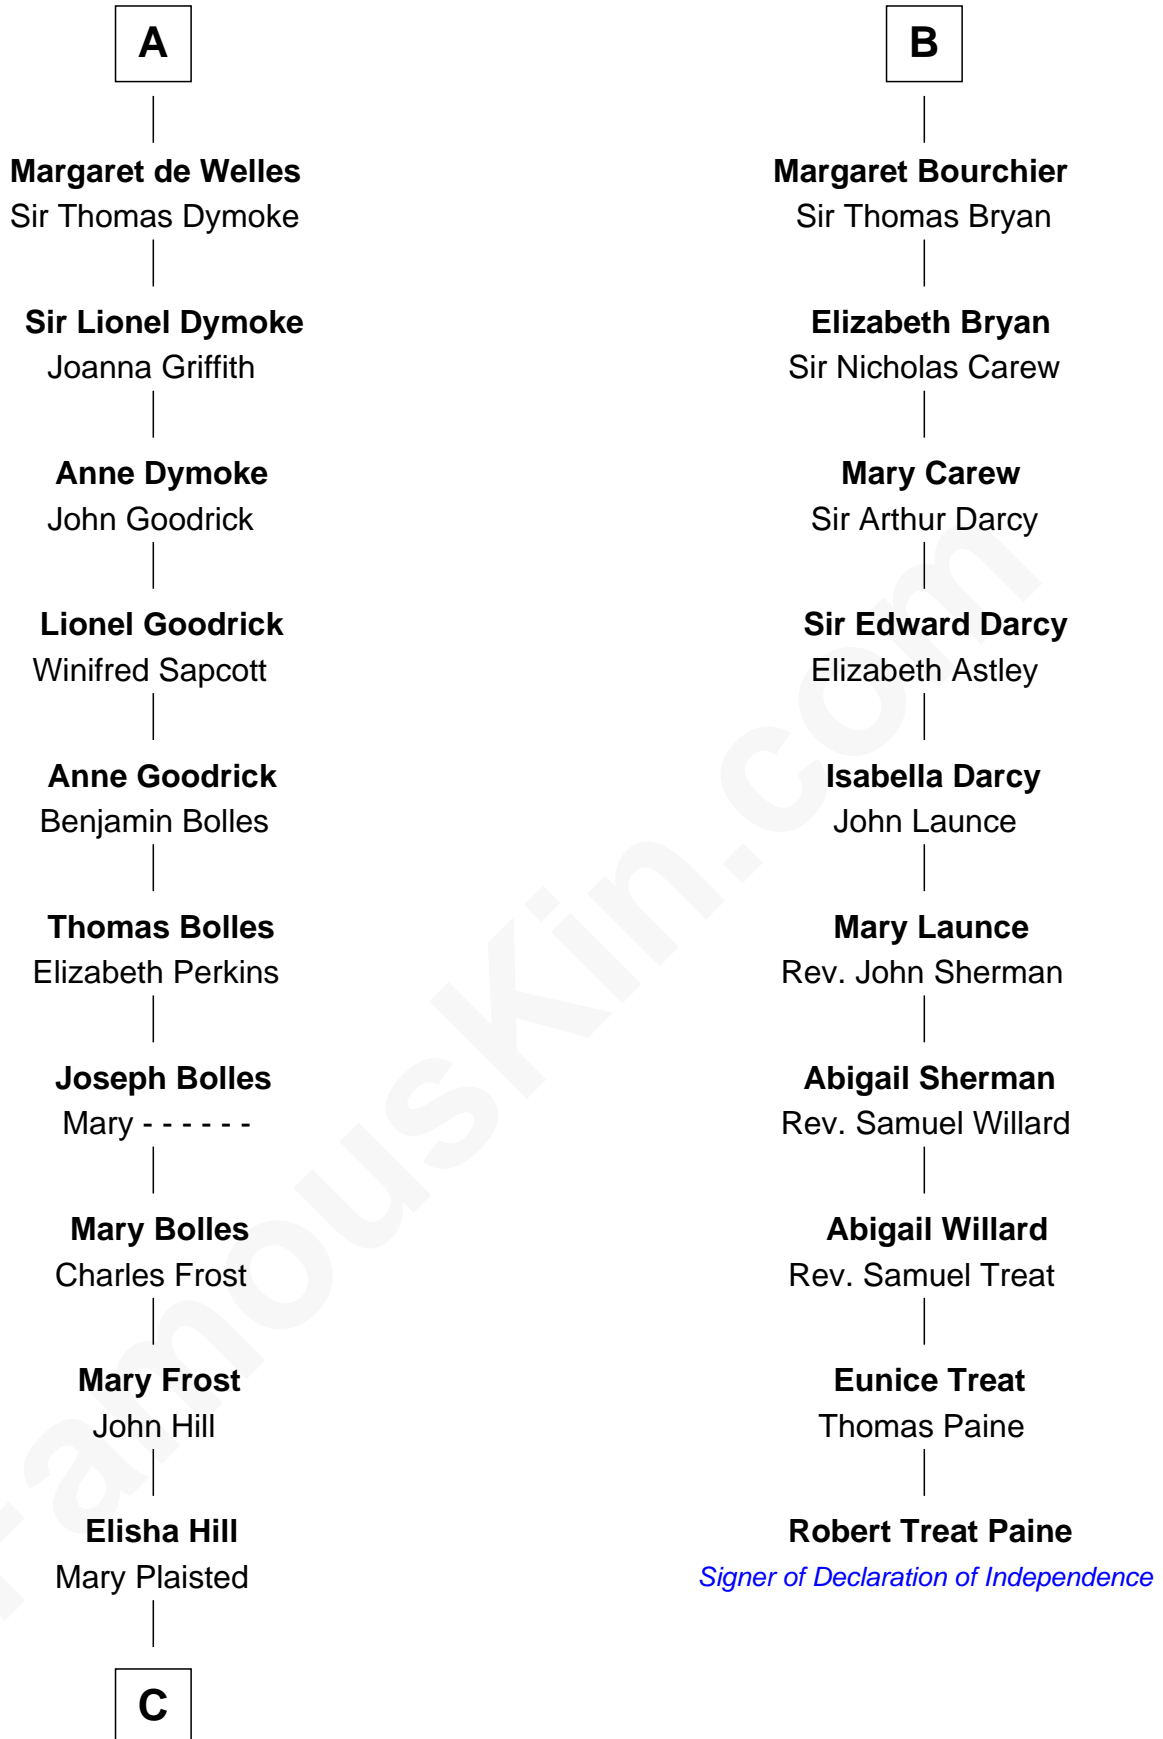 A
Margaret de Welles
Sir Thomas Dymoke
Sir Lionel Dymoke
Joanna Griffith
Anne Dymoke
John Goodrick
Lionel Goodrick
Winifred Sapcott
Anne Goodrick
Benjamin Bolles
Thomas Bolles
Elizabeth Perkins
Joseph Bolles
Mary - - - - - -
Mary Bolles
Charles Frost
Mary Frost
John Hill
Elisha Hill
Mary Plaisted
C
B
Margaret Bourchier
Sir Thomas Bryan
Elizabeth Bryan
Sir Nicholas Carew
Mary Carew
Sir Arthur Darcy
Sir Edward Darcy
Elizabeth Astley
Isabella Darcy
John Launce
Mary Launce
Rev. John Sherman
Abigail Sherman
Rev. Samuel Willard
Abigail Willard
Rev. Samuel Treat
Eunice Treat
Thomas Paine
Robert Treat Paine
Signer of Declaration of Independence
FamousKin.com